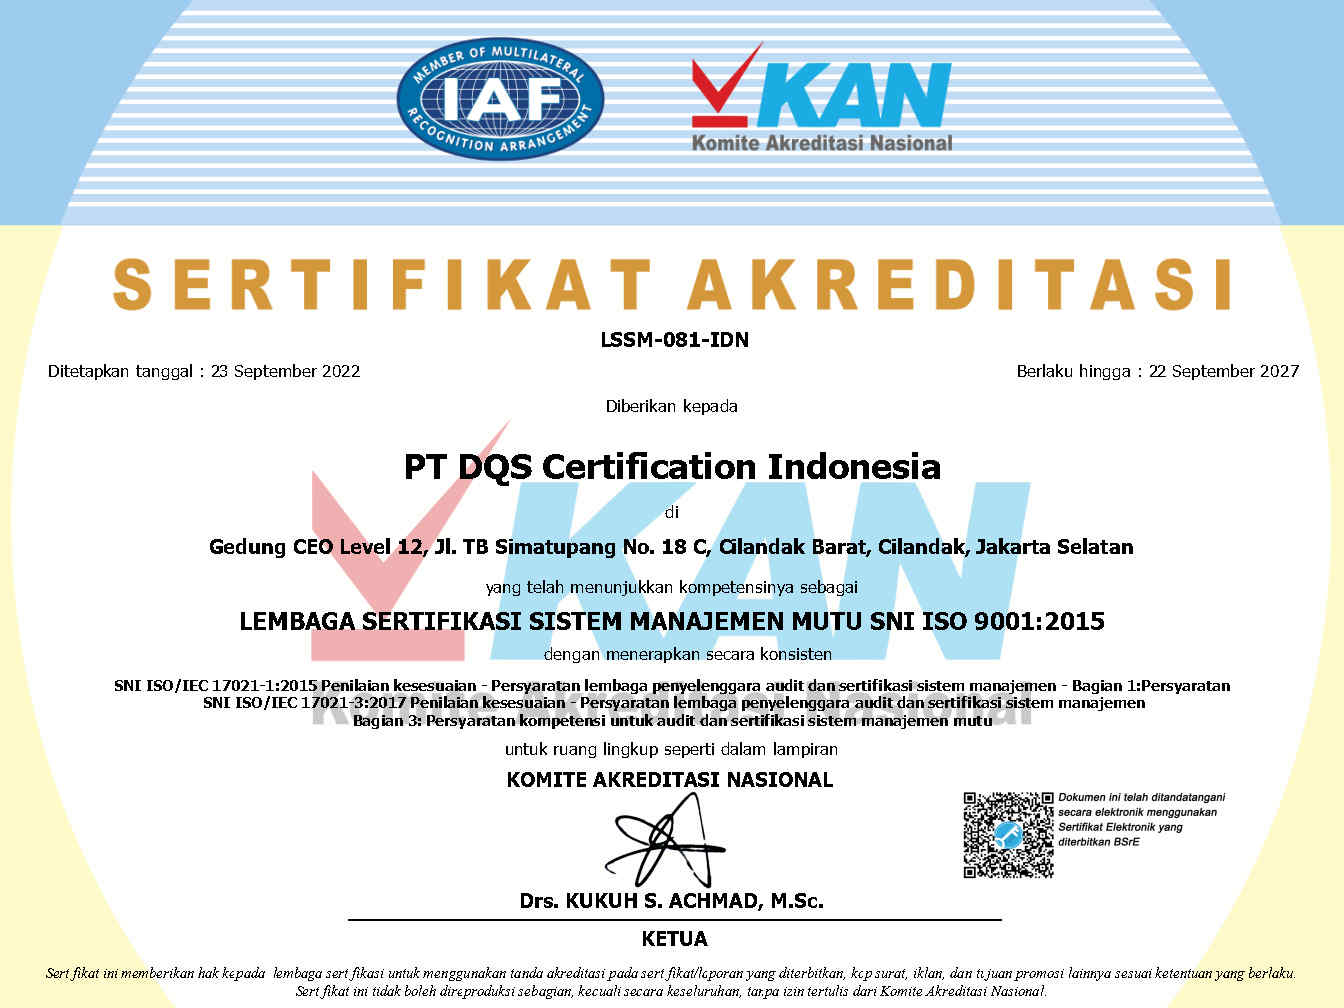 MEMBER OF MULTILATERAL
IAF
RECOGNITION ARRANGEMENT
KAN
Komite Akreditasi Nasional
SERTIFIKAT AKREDITASI
LSSM-081-IDN
Ditetapkan tanggal : 23 September 2022
Berlaku hingga : 22 September 2027
Diberikan kepada
PT DQS Certification Indonesia
di
Gedung CEO Level 12, Jl. TB Simatupang No. 18 C, Cilandak Barat, Cilandak, Jakarta Selatan
yang telah menunjukkan kompetensinya sebagai
LEMBAGA SERTIFIKASI SISTEM MANAJEMEN MUTU SNI ISO 9001:2015
dengan menerapkan secara konsisten
SNI ISO/IEC 17021-1:2015 Penilaian kesesuaian - Persyaratan lembaga penyelenggara audit dan sertifikasi sistem manajemen - Bagian 1:Persyaratan
SNI ISO/IEC 17021-3:2017 Penilaian kesesuaian - Persyaratan lembaga penyelenggara audit dan sertifikasi sistem manajemen
Bagian 3: Persyaratan kompetensi untuk audit dan sertifikasi sistem manajemen mutu
KAN
Komite Akreditasi Nasional
untuk ruang lingkup seperti dalam lampiran
KOMITE AKREDITASI NASIONAL
Dokumen ini telah ditandatangani
secara elektronik menggunakan
Sertifikat Elektronik yang
diterbitkan BSrE
Drs. KUKUH S. ACHMAD, M.Sc.
KETUA
Sertifikat ini memberikan hak kepada lembaga sertifikasi untuk menggunakan tanda akreditasi pada sertifikat/laporan yang diterbitkan, kop surat, iklan, dan tujuan promosi lainnya sesuai ketentuan yang berlaku.
Sertifikat ini tidak boleh direproduksi sebagian, kecuali secara keseluruhan, tanpa izin tertulis dari Komite Akreditasi Nasional.